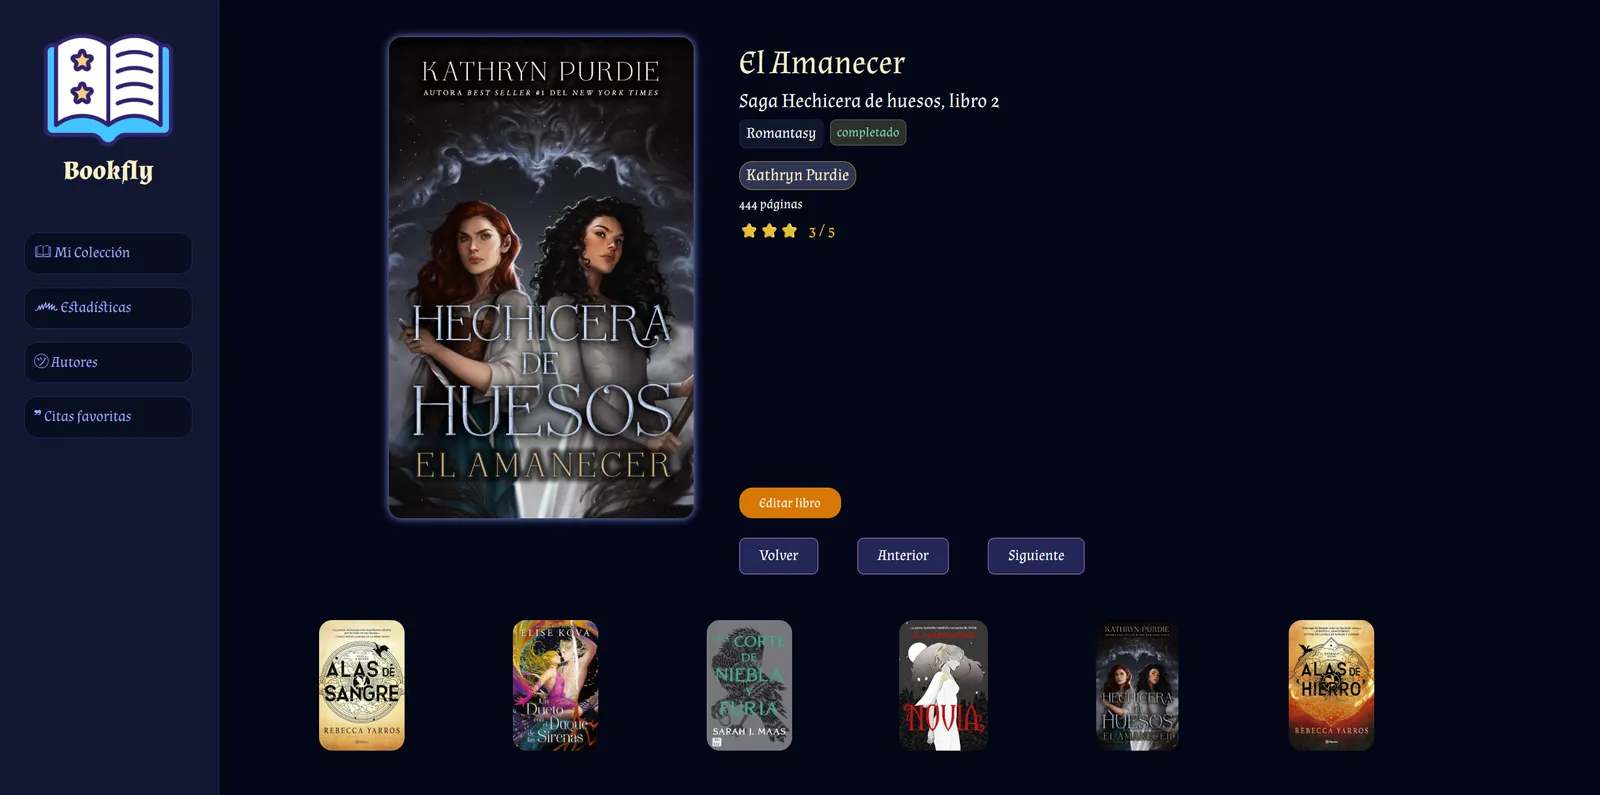 Bookfly
Mi Colección
Estadísticas
Autores
Citas favoritas
KATHRYN PURDIE
AUTORA BEST SELLER #1 DEL NEW YORK TIMES
HECHICERA
DE
HUESOS
EL AMANECER
El Amanecer
Saga Hechicera de huesos, libro 2
Romantasy
completado
Kathryn Purdie
444 páginas
3 / 5
Editar libro
Volver
Anterior
Siguiente
ALAS DE
SANGRE
REBECCA YARROS
ELISE KOVA
Un
Dueto
con el Duque
de las
Sirenas
CORTE
DE
NIEBLA
Y
FURIA
SARAH J. MAAS
NOVIA
KATHRYN PURDIE
HECHICERA
DE
HUESOS
EL AMANECER
ALAS DE
HIERRO
REBECCA YARROS